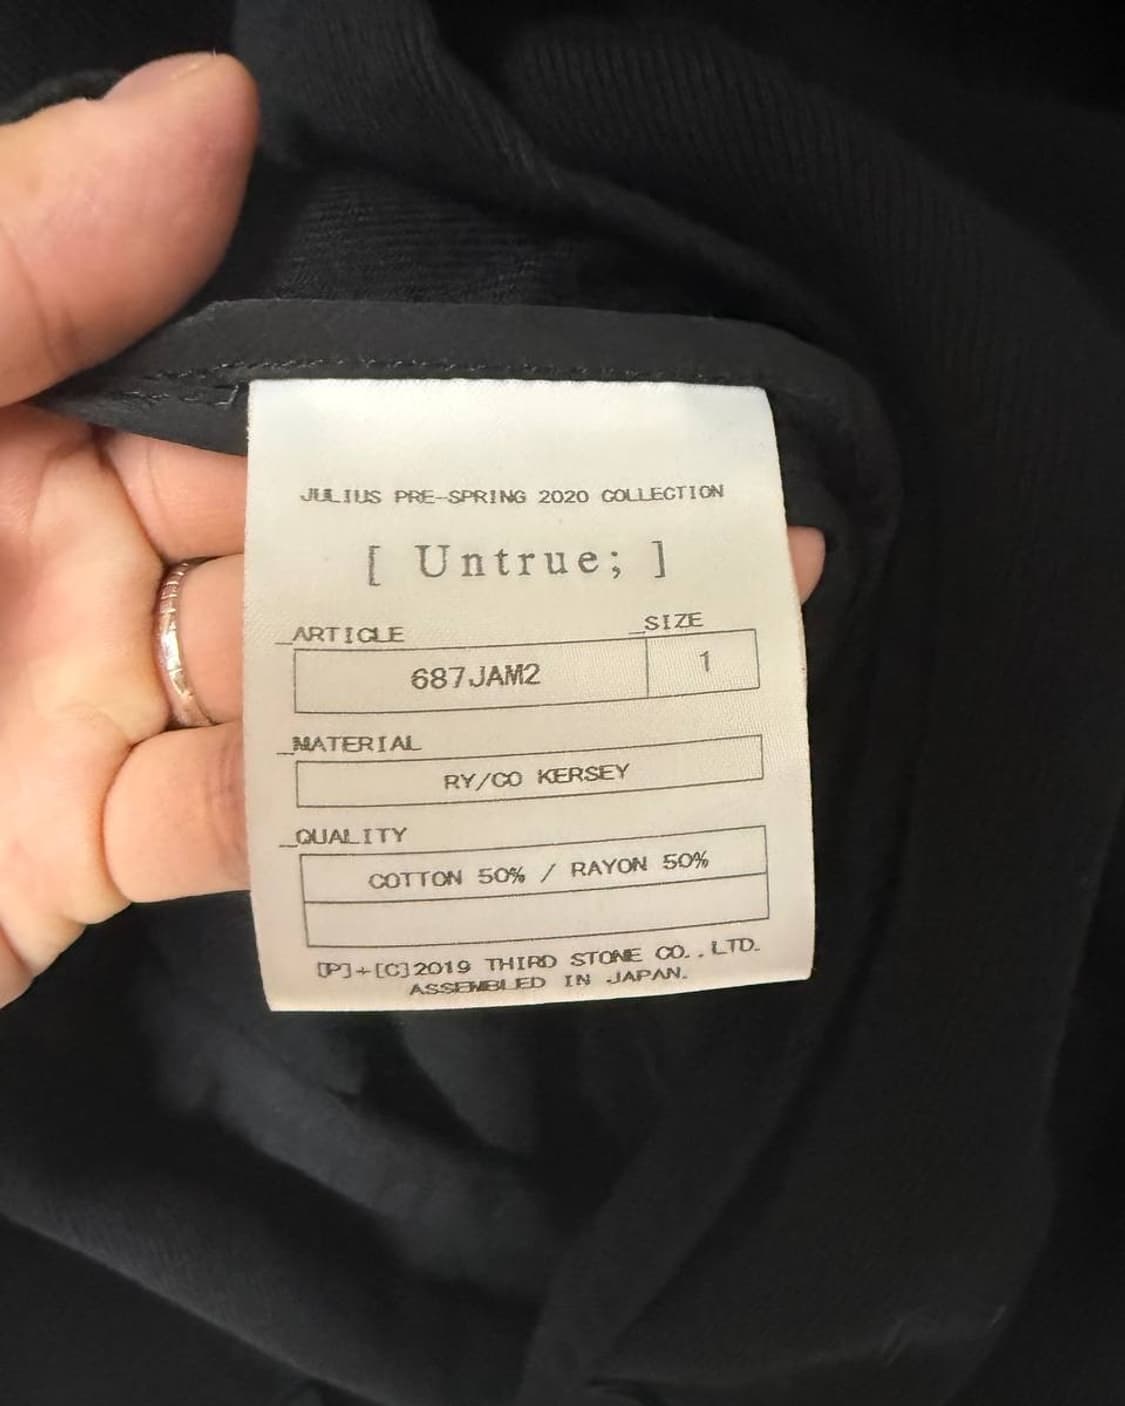 JULIUS PRE-SPRING 2020 COLLECTION
[ Untrue; ]
_ARTICLE _SIZE
687JAM2 1
_MATERIAL
RY/CO KERSEY
_QUALITY
COTTON 50% / RAYON 50%
[P]+[C]2019 THIRD STONE CO.,LTD.
ASSEMBLED IN JAPAN.